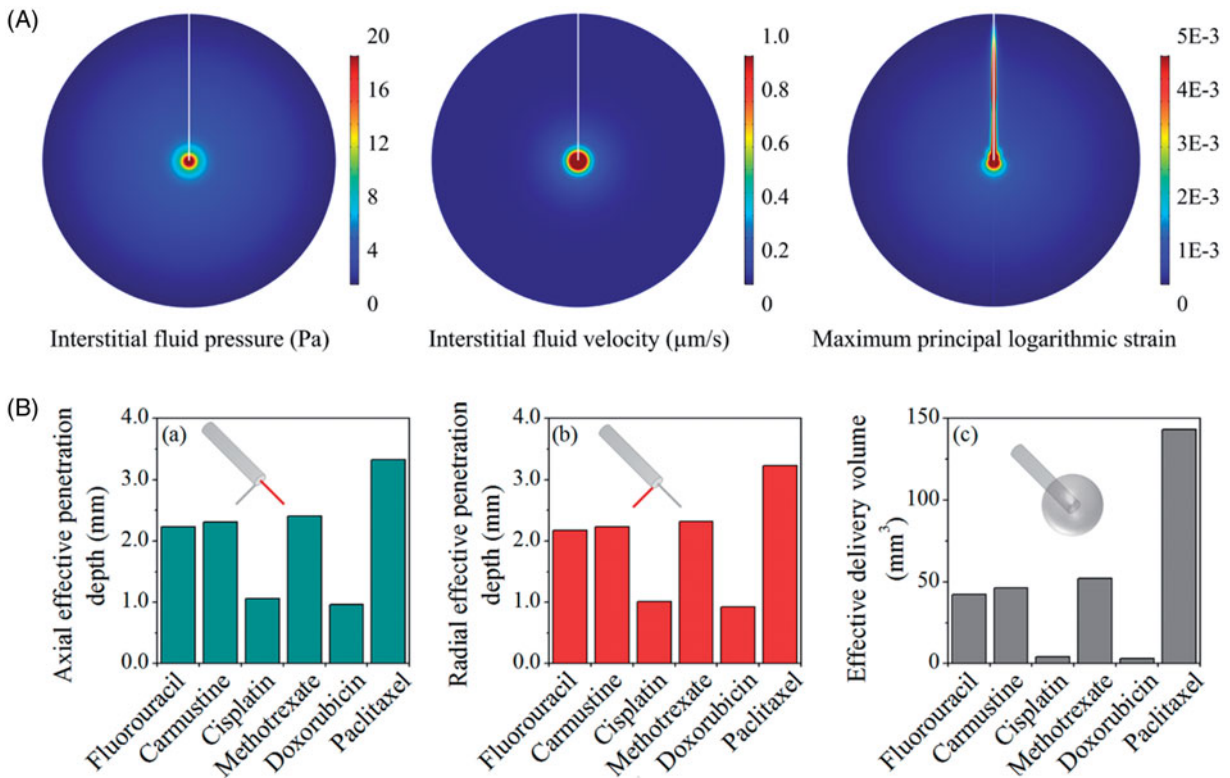 (A)
20
16
12
8
4
0
Interstitial fluid pressure (Pa)
1.0
0.8
0.6
0.4
0.2
0
Interstitial fluid velocity (µm/s)
5E-3
4E-3
3E-3
2E-3
1E-3
0
Maximum principal logarithmic strain
(B)
(a)
Axial effective penetration
depth (mm)
4.0
3.0
2.0
1.0
0.0
Fluorouracil
Carmustine
Cisplatin
Methotrexate
Doxorubicin
Paclitaxel
(b)
Radial effective penetration
depth (mm)
4.0
3.0
2.0
1.0
0.0
Fluorouracil
Carmustine
Cisplatin
Methotrexate
Doxorubicin
Paclitaxel
(c)
Effective delivery volume
(mm³)
150
100
50
0
Fluorouracil
Carmustine
Cisplatin
Methotrexate
Doxorubicin
Paclitaxel